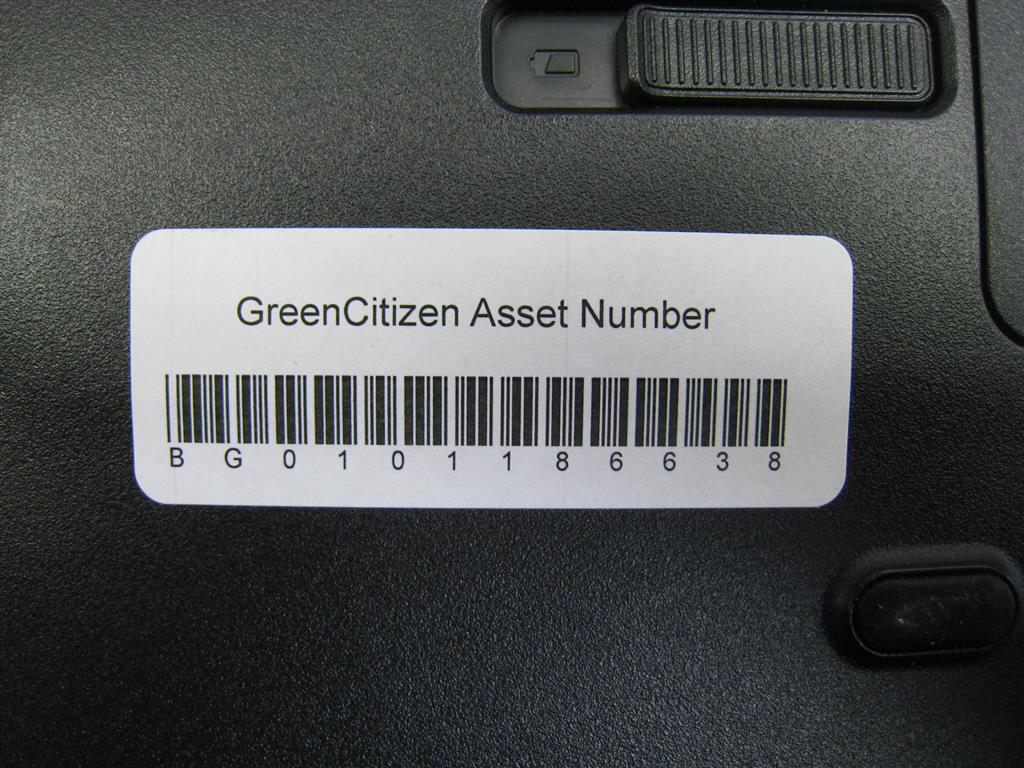 GreenCitizen Asset Number
B G 0 1 0 1 1 8 6 6 3 8